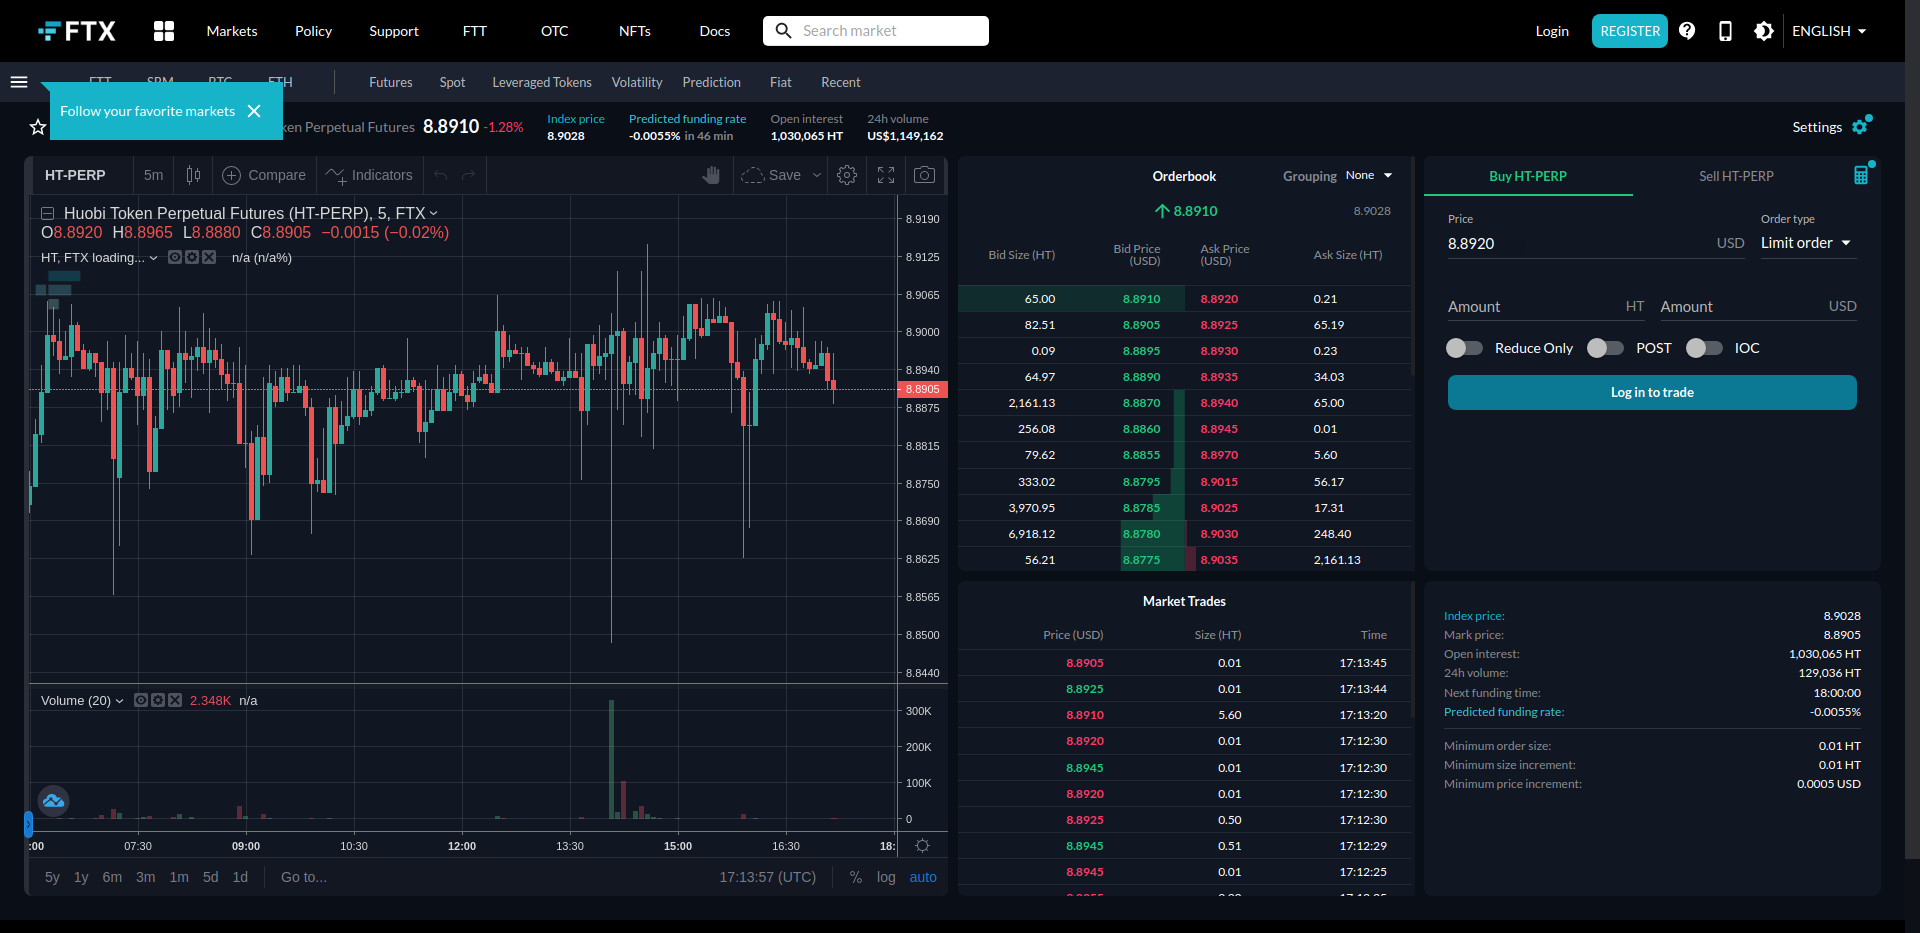 FTX
Markets
Policy
Support
FTT
OTC
NFTs
Docs
Search market
Login
REGISTER
ENGLISH
FTT
SRM
BTC
ETH
Futures
Spot
Leveraged Tokens
Volatility
Prediction
Fiat
Recent
Follow your favorite markets
Perpetual Futures
8.8910
-1.28%
Index price
8.9028
Predicted funding rate
-0.0055% in 46 min
Open interest
1,030,065 HT
24h volume
US$1,149,162
Settings
HT-PERP
5m
Compare
Indicators
Save
Huobi Token Perpetual Futures (HT-PERP), 5, FTX
O8.8920 H8.8965 L8.8880 C8.8905 −0.0015 (−0.02%)
HT, FTX loading...
n/a (n/a%)
8.9190
8.9125
8.9065
8.9000
8.8940
8.8905
8.8875
8.8815
8.8750
8.8690
8.8625
8.8565
8.8500
8.8440
Volume (20)
2.348K n/a
300K
200K
100K
0
:00
07:30
09:00
10:30
12:00
13:30
15:00
16:30
18:
5y 1y 6m 3m 1m 5d 1d
Go to...
17:13:57 (UTC)
%
log
auto
Orderbook
Grouping None
8.8910
8.9028
Bid Size (HT) Bid Price (USD) Ask Price (USD) Ask Size (HT)
65.00 8.8910 8.8920 0.21
82.51 8.8905 8.8925 65.19
0.09 8.8895 8.8930 0.23
64.97 8.8890 8.8935 34.03
2,161.13 8.8870 8.8940 65.00
256.08 8.8860 8.8945 0.01
79.62 8.8855 8.8970 5.60
333.02 8.8795 8.9015 56.17
3,970.95 8.8785 8.9025 17.31
6,918.12 8.8780 8.9030 248.40
56.21 8.8775 8.9035 2,161.13
Market Trades
Price (USD) Size (HT) Time
8.8905 0.01 17:13:45
8.8925 0.01 17:13:44
8.8910 5.60 17:13:20
8.8920 0.01 17:12:30
8.8945 0.01 17:12:30
8.8920 0.01 17:12:30
8.8925 0.50 17:12:30
8.8945 0.51 17:12:29
8.8945 0.01 17:12:25
Buy HT-PERP
Sell HT-PERP
Price
8.8920 USD
Order type
Limit order
Amount HT
Amount USD
Reduce Only
POST
IOC
Log in to trade
Index price: 8.9028
Mark price: 8.8905
Open interest: 1,030,065 HT
24h volume: 129,036 HT
Next funding time: 18:00:00
Predicted funding rate: -0.0055%
Minimum order size: 0.01 HT
Minimum size increment: 0.01 HT
Minimum price increment: 0.0005 USD